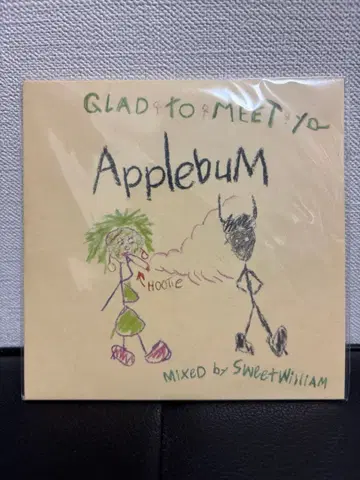 GLAD to MEET ya
ApplebuM
HOOTIE
MixED by SwEEtWilliAM